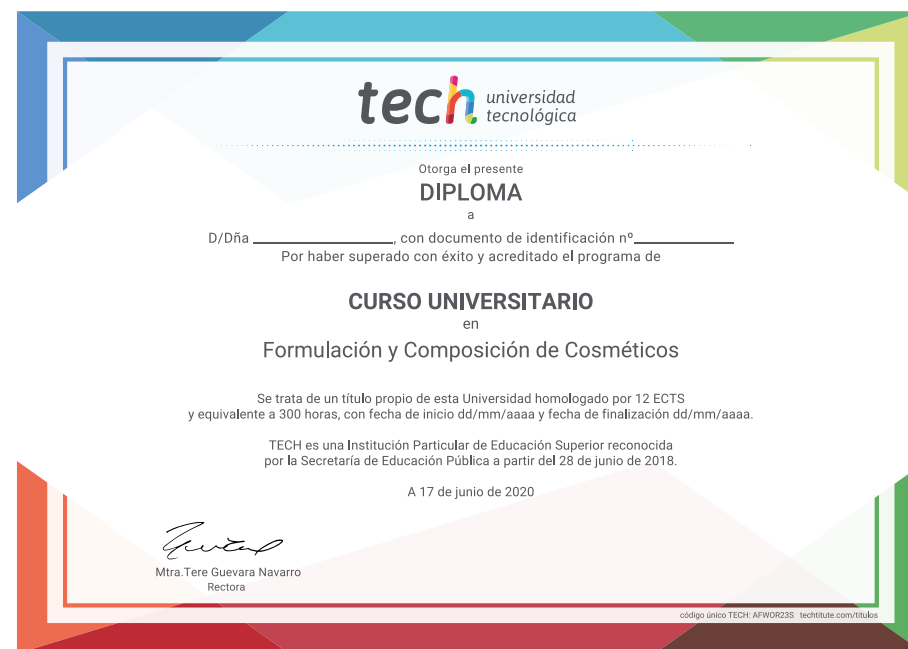 tech universidad
tecnológica
Otorga el presente
DIPLOMA
a
D/Dña ____________________, con documento de identificación nº______________
Por haber superado con éxito y acreditado el programa de
CURSO UNIVERSITARIO
en
Formulación y Composición de Cosméticos
Se trata de un título propio de esta Universidad homologado por 12 ECTS
y equivalente a 300 horas, con fecha de inicio dd/mm/aaaa y fecha de finalización dd/mm/aaaa.
TECH es una Institución Particular de Educación Superior reconocida
por la Secretaría de Educación Pública a partir del 28 de junio de 2018.
A 17 de junio de 2020
Mtra.Tere Guevara Navarro
Rectora
código único TECH: AFWOR23S techtitute.com/títulos